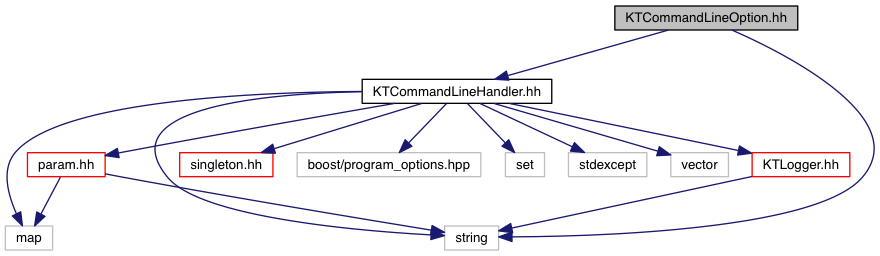 KTCommandLineOption.hh
KTCommandLineHandler.hh
param.hh
singleton.hh
boost/program_options.hpp
set
stdexcept
vector
KTLogger.hh
map
string